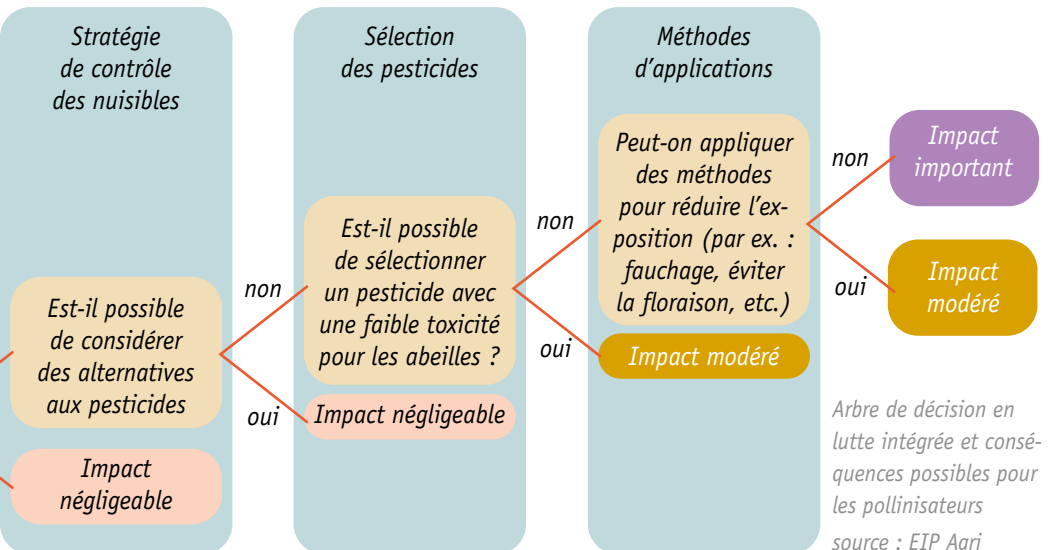 Stratégie
de contrôle
des nuisibles
Est-il possible
de considérer
des alternatives
aux pesticides
Impact
négligeable
non
oui
Sélection
des pesticides
Est-il possible
de sélectionner
un pesticide avec
une faible toxicité
pour les abeilles ?
Impact négligeable
non
oui
Méthodes
d'applications
Peut-on appliquer
des méthodes
pour réduire l'ex-
position (par ex. :
fauchage, éviter
la floraison, etc.)
Impact modéré
non
oui
Impact
important
Impact
modéré
Arbre de décision en
lutte intégrée et consé-
quences possibles pour
les pollinisateurs
source : EIP Agri